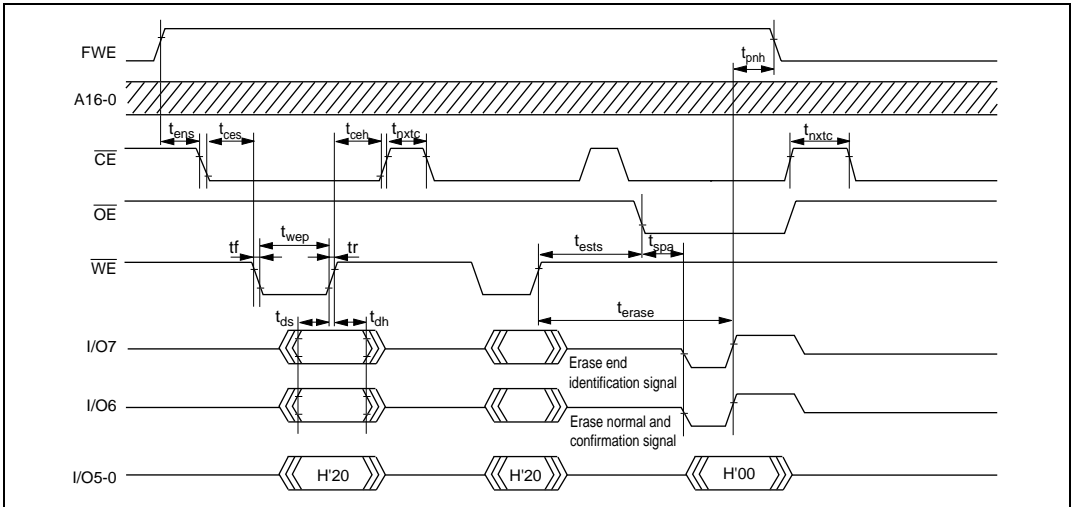 FWE
tpnh
A16-0
tens
tces
tceh
tnxtc
tnxtc
CE
OE
twep
tests
tspa
tf
tr
WE
terase
tds
tdh
I/O7
Erase end
identification signal
I/O6
Erase normal and
confirmation signal
I/O5-0
H'20
H'20
H'00